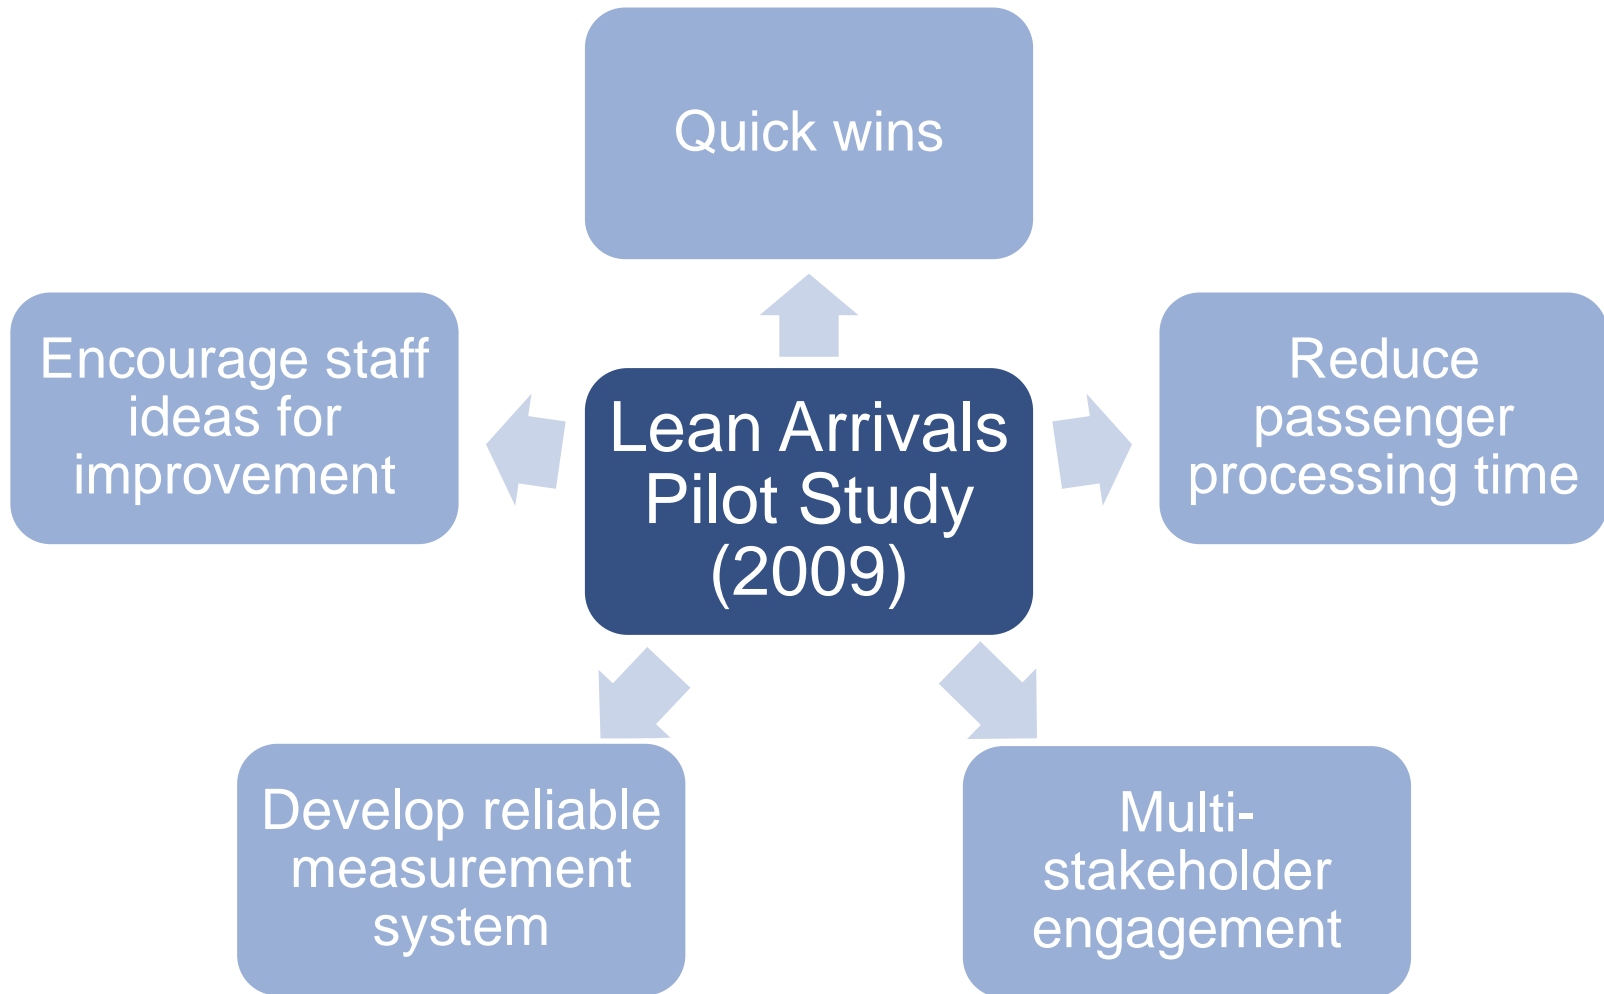 Quick wins
Encourage staff
ideas for
improvement
Lean Arrivals
Pilot Study
(2009)
Reduce
passenger
processing time
Develop reliable
measurement
system
Multi-
stakeholder
engagement